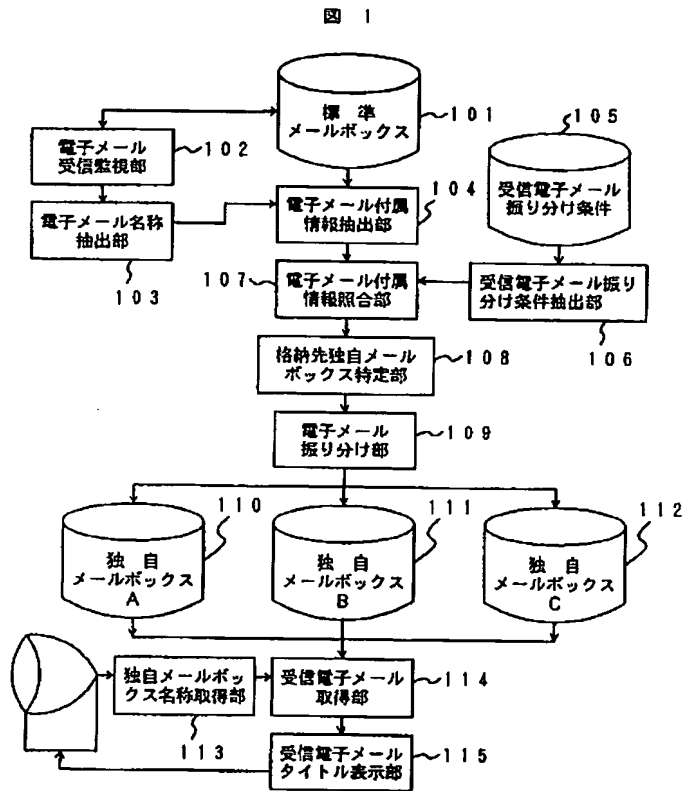 図 1
標 準
メールボックス
101
105
電子メール
受信監視部
102
受信電子メール
振り分け条件
電子メール名称
抽出部
103
電子メール付属
情報抽出部
104
107
電子メール付属
情報照合部
受信電子メール振り
分け条件抽出部
106
格納先独自メール
ボックス特定部
108
電子メール
振り分け部
109
110
111
112
独 自
メールボックス
A
独 自
メールボックス
B
独 自
メールボックス
C
独自メールボッ
クス名称取得部
113
受信電子メール
取得部
114
受信電子メール
タイトル表示部
115